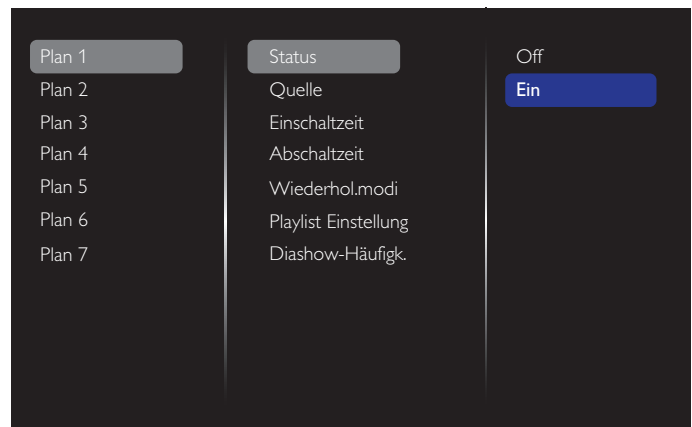 Plan 1
Plan 2
Plan 3
Plan 4
Plan 5
Plan 6
Plan 7
Status
Quelle
Einschaltzeit
Abschaltzeit
Wiederhol.modi
Playlist Einstellung
Diashow-Häufigk.
Off
Ein